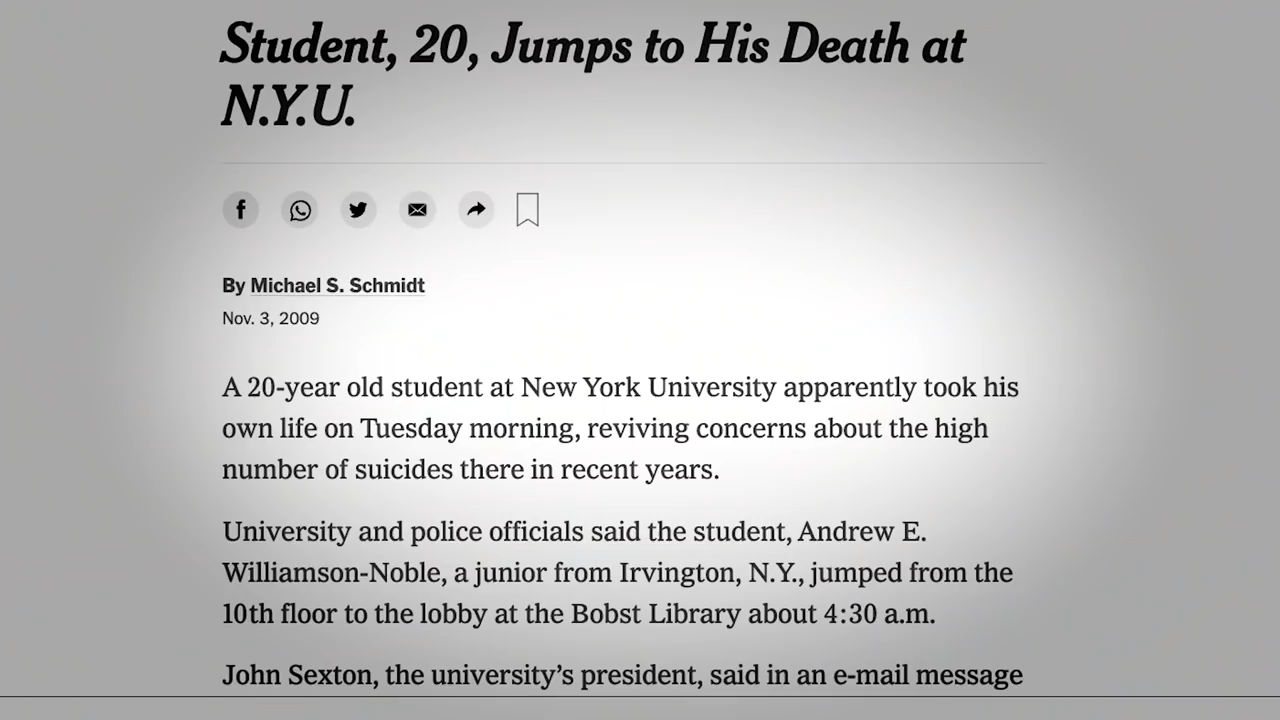 Student, 20, Jumps to His Death at
N.Y.U.
By Michael S. Schmidt
Nov. 3, 2009
A 20-year old student at New York University apparently took his
own life on Tuesday morning, reviving concerns about the high
number of suicides there in recent years.
University and police officials said the student, Andrew E.
Williamson-Noble, a junior from Irvington, N.Y., jumped from the
10th floor to the lobby at the Bobst Library about 4:30 a.m.
John Sexton, the university’s president, said in an e-mail message